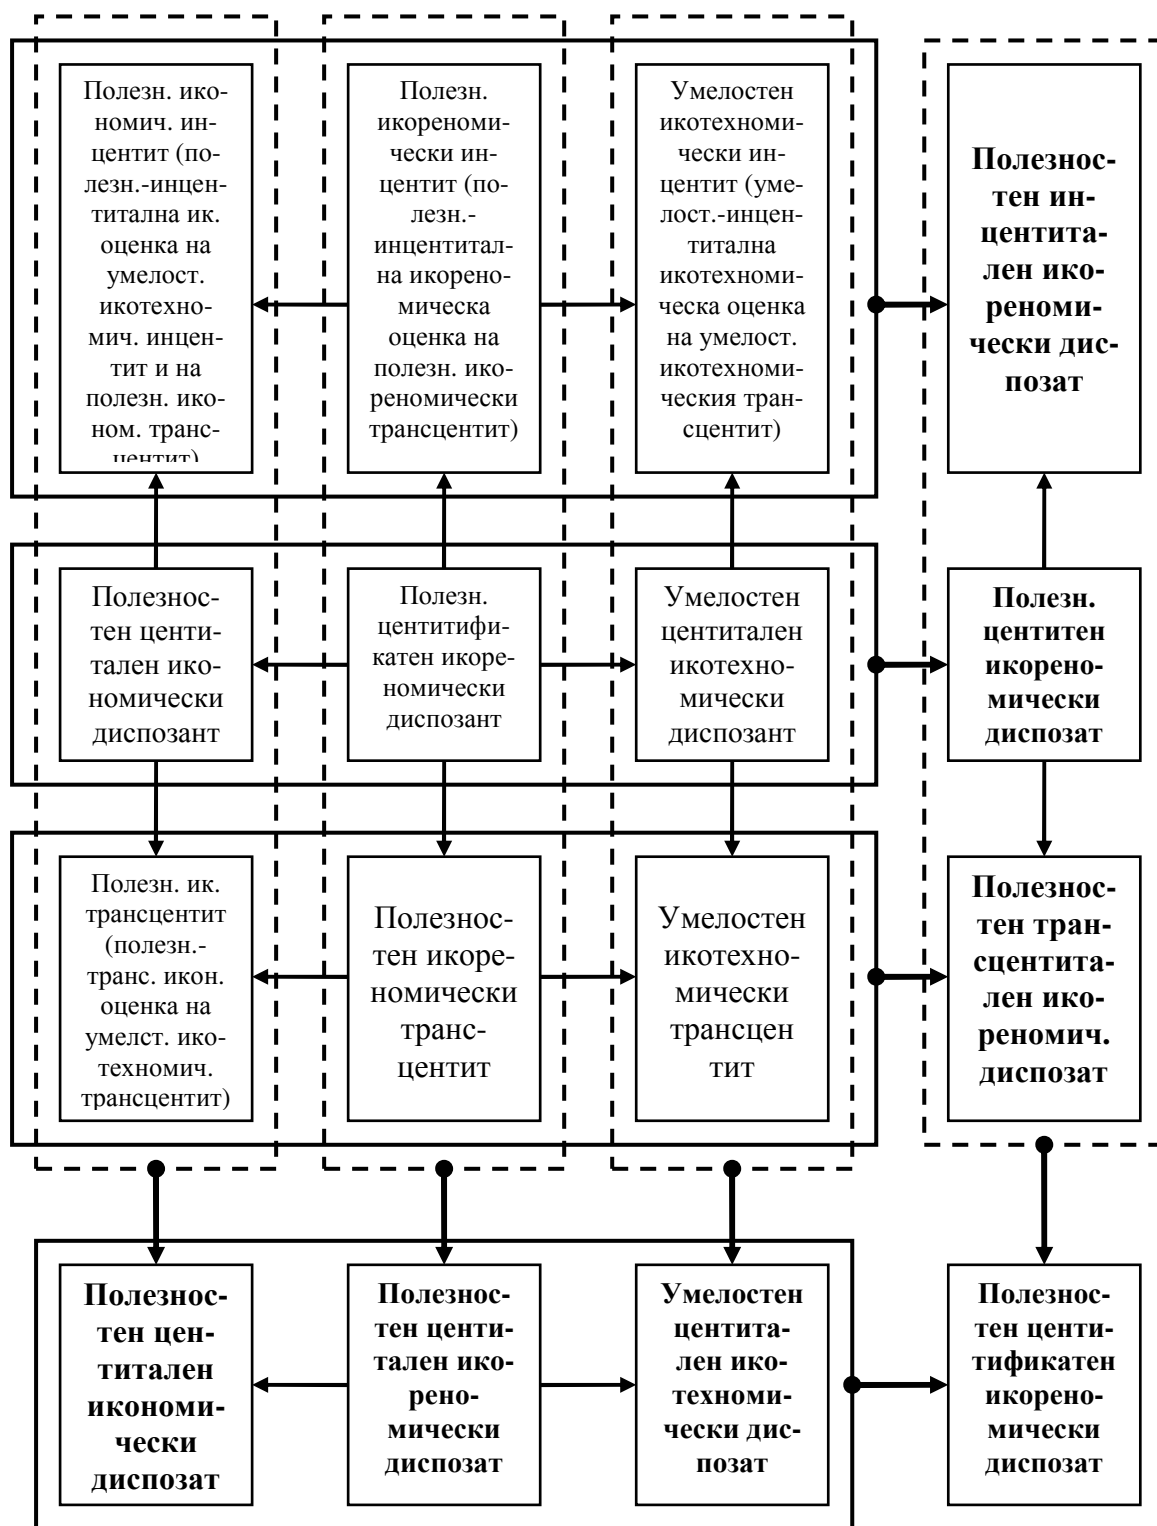 Полезн. ико-
номич. ин-
центит (по-
лезн.-инцен-
титална ик.
оценка на
умелост.
икотехно-
мич. инцен-
тит и на
полезн. ико-
ном. транс-
центит)
Полезн.
икореноми-
чески ин-
центит (по-
лезн.-
инцентитал-
на икорено-
мическа
оценка на
полезн. ико-
реномически
трансцентит)
Умелостен
икотехноми-
чески ин-
центит (уме-
лост.-инцен-
титална
икотехноми-
ческа оценка
на умелост.
икотехноми-
ческия тран-
сцентит)
Полезнос-
тен ин-
центита-
лен ико-
реноми-
чески дис-
позат
Полезнос-
тен центи-
тален ико-
номически
диспозант
Полезн.
центитифи-
катен икоре-
номически
диспозант
Умелостен
центитален
икотехно-
мически
диспозант
Полезн.
центитен
икорено-
мически
диспозат
Полезн. ик.
трансцентит
(полезн.-
транс. икон.
оценка на
умелст. ико-
техномич.
трансцентит)
Полезнос-
тен икоре-
номически
транс-
центит
Умелостен
икотехно-
мически
трансцен
тит
Полезнос-
тен тран-
сцентита-
лен ико-
реномич.
диспозат
Полезнос-
тен цен-
титален
икономи-
чески
диспозат
Полезнос-
тен центи-
тален ико-
рено-
мически
диспозат
Умелостен
центита-
лен ико-
техноми-
чески дис-
позат
Полезнос-
тен центи-
тификатен
икорено-
мически
диспозат